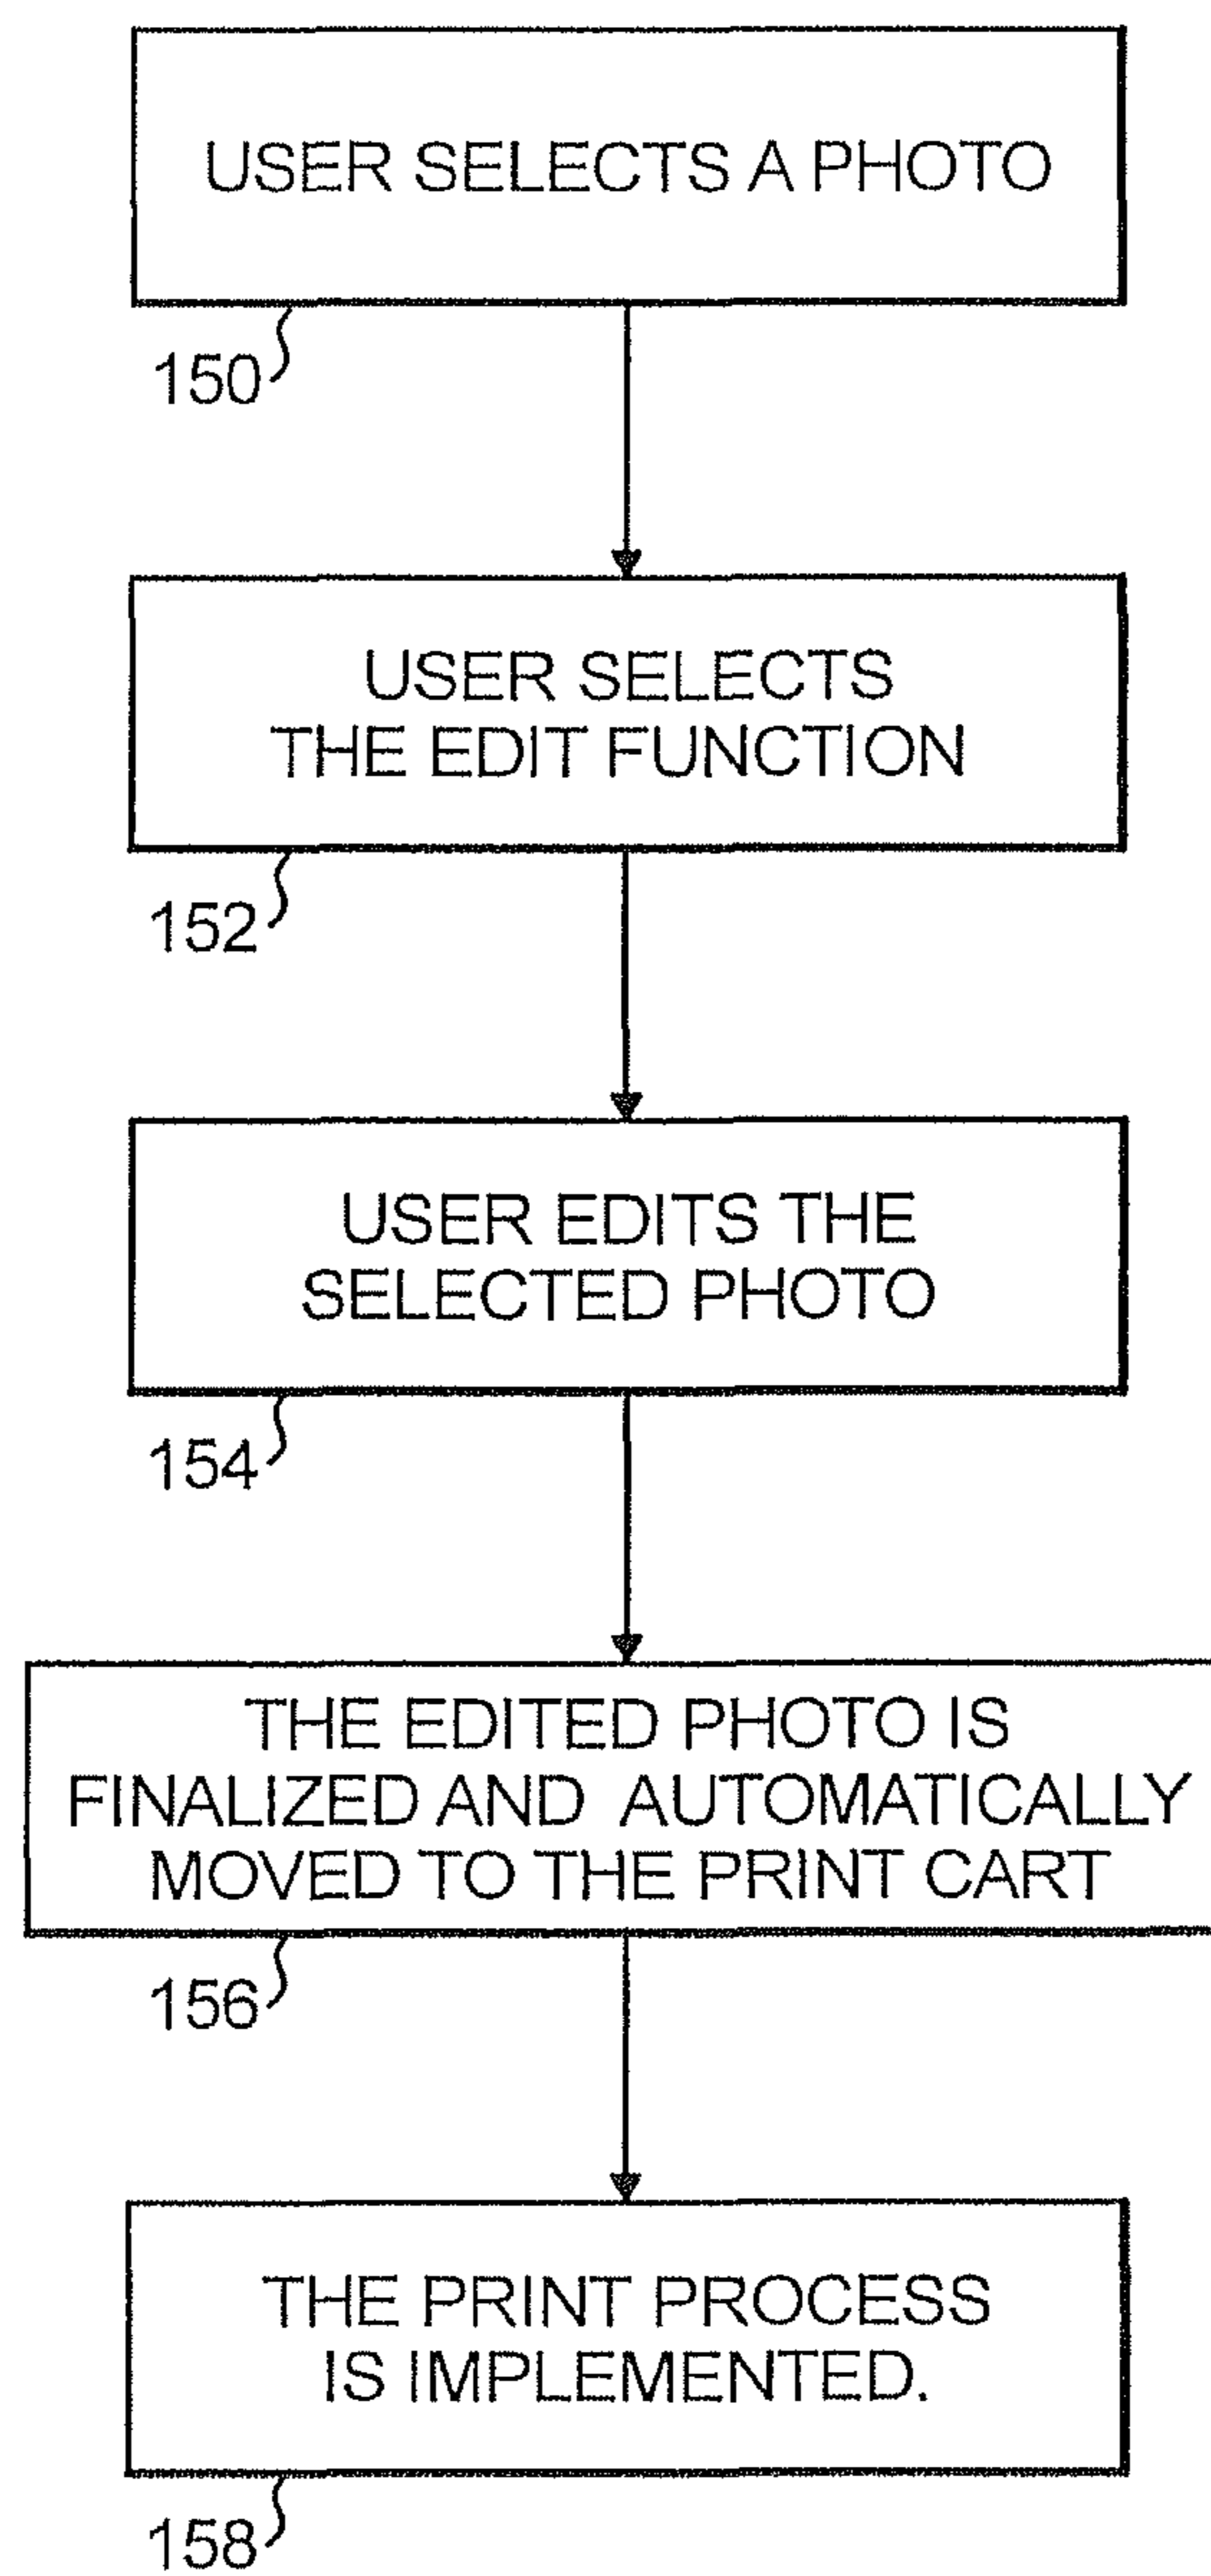 USER SELECTS A PHOTO
150
USER SELECTS
THE EDIT FUNCTION
152
USER EDITS THE
SELECTED PHOTO
154
THE EDITED PHOTO IS
FINALIZED AND AUTOMATICALLY
MOVED TO THE PRINT CART
156
THE PRINT PROCESS
IS IMPLEMENTED.
158